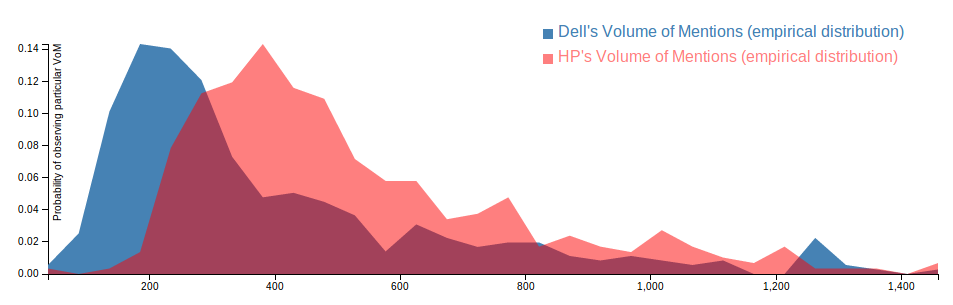 Dell's Volume of Mentions (empirical distribution)
HP's Volume of Mentions (empirical distribution)
Probability of observing particular VoM
0.14
0.12
0.10
0.08
0.06
0.04
0.02
0.00
200 400 600 800 1,000 1,200 1,400